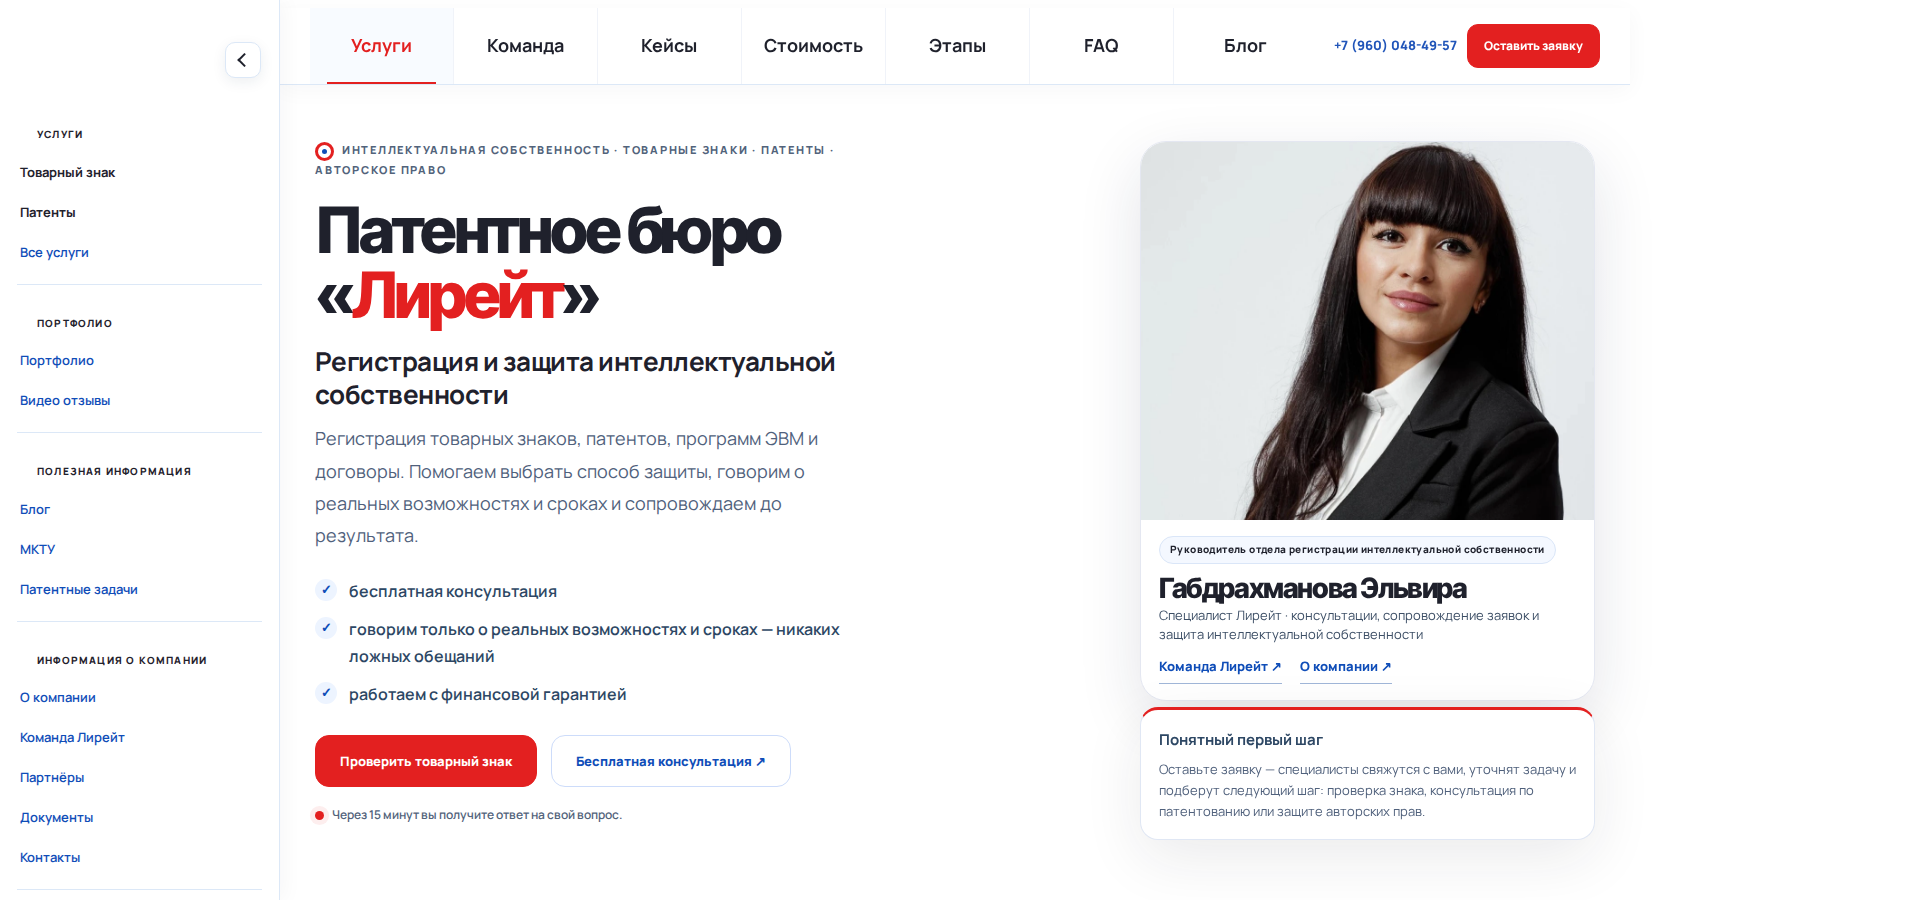 Услуги
Команда
Кейсы
Стоимость
Этапы
FAQ
Блог
+7 (960) 048-49-57
Оставить заявку
УСЛУГИ
Товарный знак
Патенты
Все услуги
ПОРТФОЛИО
Портфолио
Видео отзывы
ПОЛЕЗНАЯ ИНФОРМАЦИЯ
Блог
МКТУ
Патентные задачи
ИНФОРМАЦИЯ О КОМПАНИИ
О компании
Команда Лирейт
Партнёры
Документы
Контакты
ИНТЕЛЛЕКТУАЛЬНАЯ СОБСТВЕННОСТЬ · ТОВАРНЫЕ ЗНАКИ · ПАТЕНТЫ ·
АВТОРСКОЕ ПРАВО
Патентное бюро
«Лирейт»
Регистрация и защита интеллектуальной
собственности
Регистрация товарных знаков, патентов, программ ЭВМ и
договоры. Помогаем выбрать способ защиты, говорим о
реальных возможностях и сроках и сопровождаем до
результата.
✓ бесплатная консультация
✓ говорим только о реальных возможностях и сроках — никаких
ложных обещаний
✓ работаем с финансовой гарантией
Проверить товарный знак
Бесплатная консультация ↗
Через 15 минут вы получите ответ на свой вопрос.
Руководитель отдела регистрации интеллектуальной собственности
Габдрахманова Эльвира
Специалист Лирейт · консультации, сопровождение заявок и
защита интеллектуальной собственности
Команда Лирейт ↗
О компании ↗
Понятный первый шаг
Оставьте заявку — специалисты свяжутся с вами, уточнят задачу и
подберут следующий шаг: проверка знака, консультация по
патентованию или защите авторских прав.